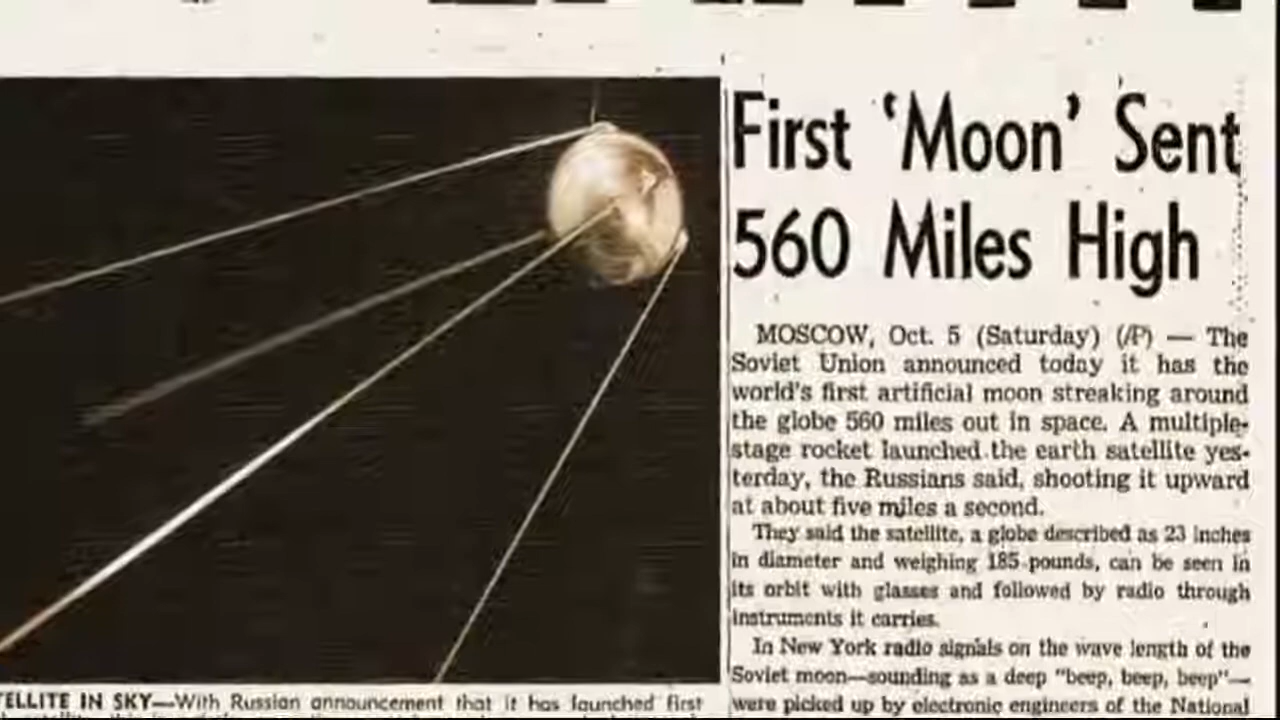 First ‘Moon’ Sent
560 Miles High
MOSCOW, Oct. 5 (Saturday) (AP) — The
Soviet Union announced today it has the
world's first artificial moon streaking around
the globe 560 miles out in space. A multiple-
stage rocket launched the earth satellite yes-
terday, the Russians said, shooting it upward
at about five miles a second.
They said the satellite, a globe described as 23 inches
in diameter and weighing 185 pounds, can be seen in
its orbit with glasses and followed by radio through
instruments it carries.
In New York radio signals on the wave length of the
Soviet moon—sounding as a deep "beep, beep, beep"—
were picked up by electronic engineers of the National
TELLITE IN SKY—With Russian announcement that it has launched first